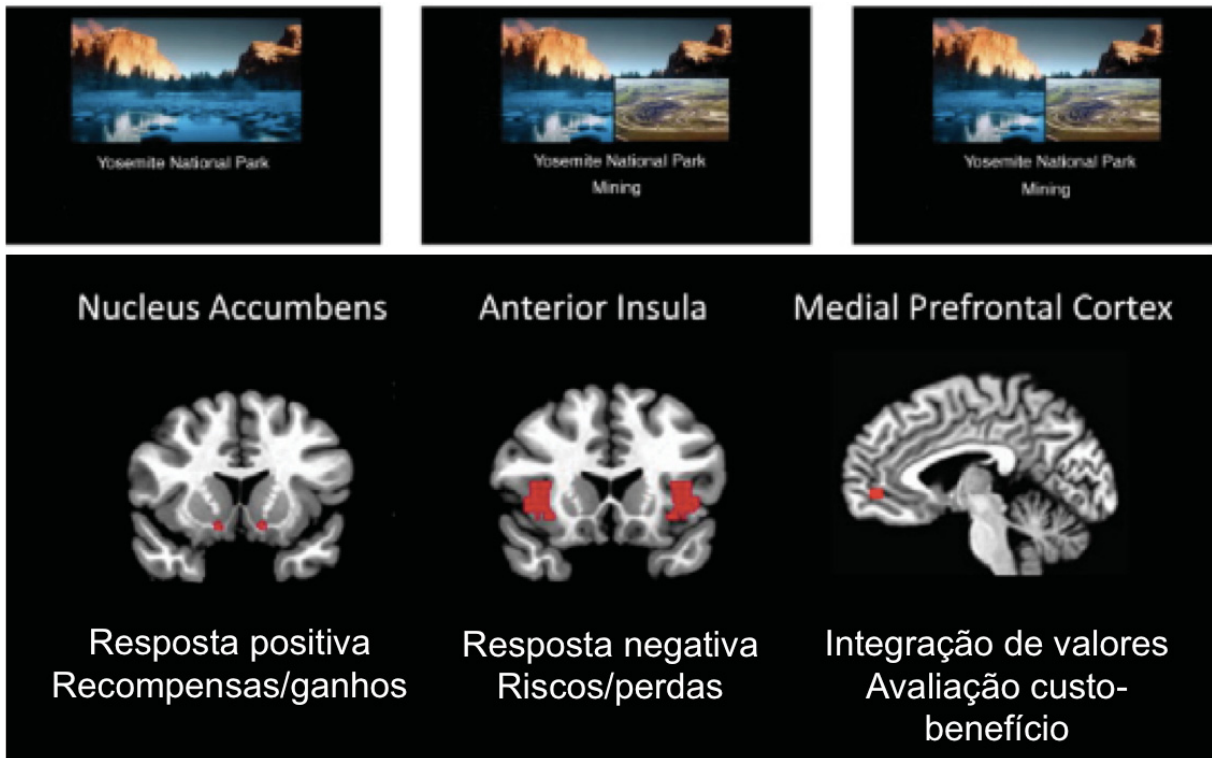 Yosemite National Park
Yosemite National Park
Mining
Yosemite National Park
Mining
Nucleus Accumbens
Anterior Insula
Medial Prefrontal Cortex
Resposta positiva
Recompensas/ganhos
Resposta negativa
Riscos/perdas
Integração de valores
Avaliação custo-
benefício